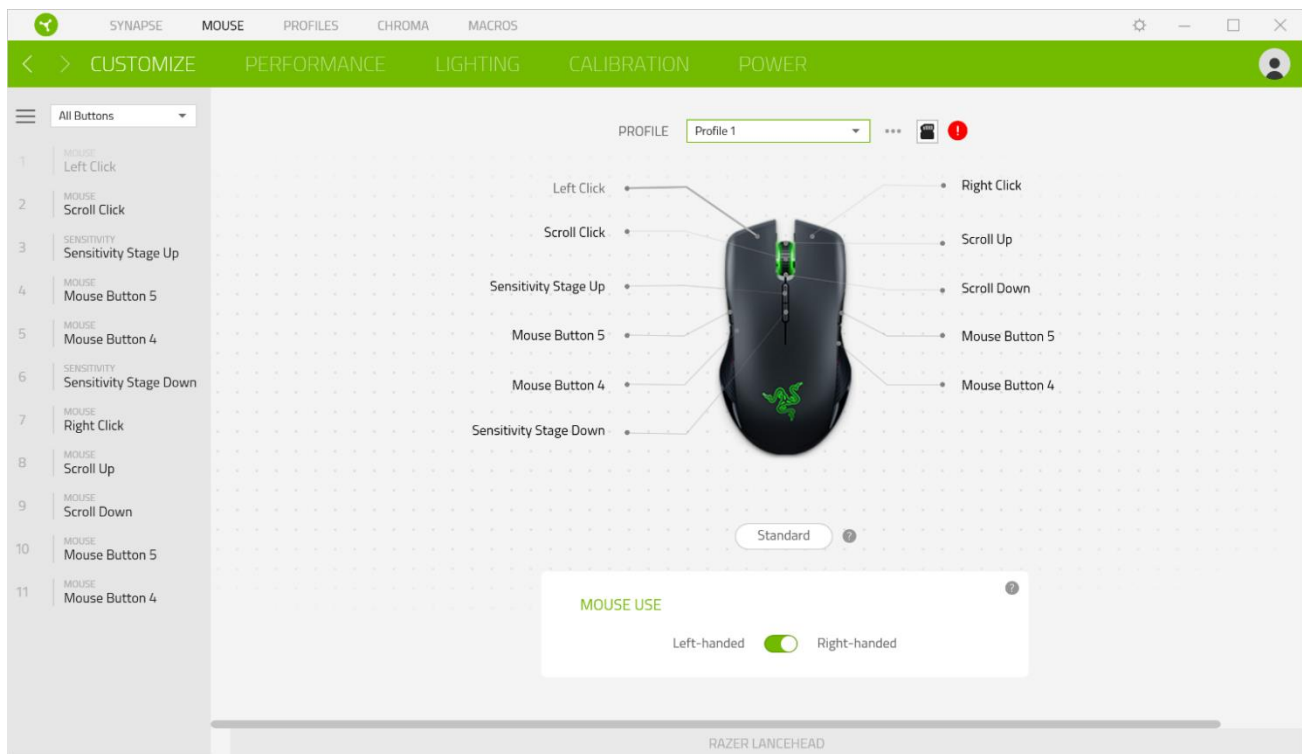 SYNAPSE MOUSE PROFILES CHROMA MACROS
CUSTOMIZE PERFORMANCE LIGHTING CALIBRATION POWER
All Buttons
1 MOUSE
Left Click
2 MOUSE
Scroll Click
3 SENSITIVITY
Sensitivity Stage Up
4 MOUSE
Mouse Button 5
5 MOUSE
Mouse Button 4
6 SENSITIVITY
Sensitivity Stage Down
7 MOUSE
Right Click
8 MOUSE
Scroll Up
9 MOUSE
Scroll Down
10 MOUSE
Mouse Button 5
11 MOUSE
Mouse Button 4
PROFILE Profile 1
Left Click
Scroll Click
Sensitivity Stage Up
Mouse Button 5
Mouse Button 4
Sensitivity Stage Down
Right Click
Scroll Up
Scroll Down
Mouse Button 5
Mouse Button 4
Standard ?
?
MOUSE USE
Left-handed Right-handed
RAZER LANCEHEAD